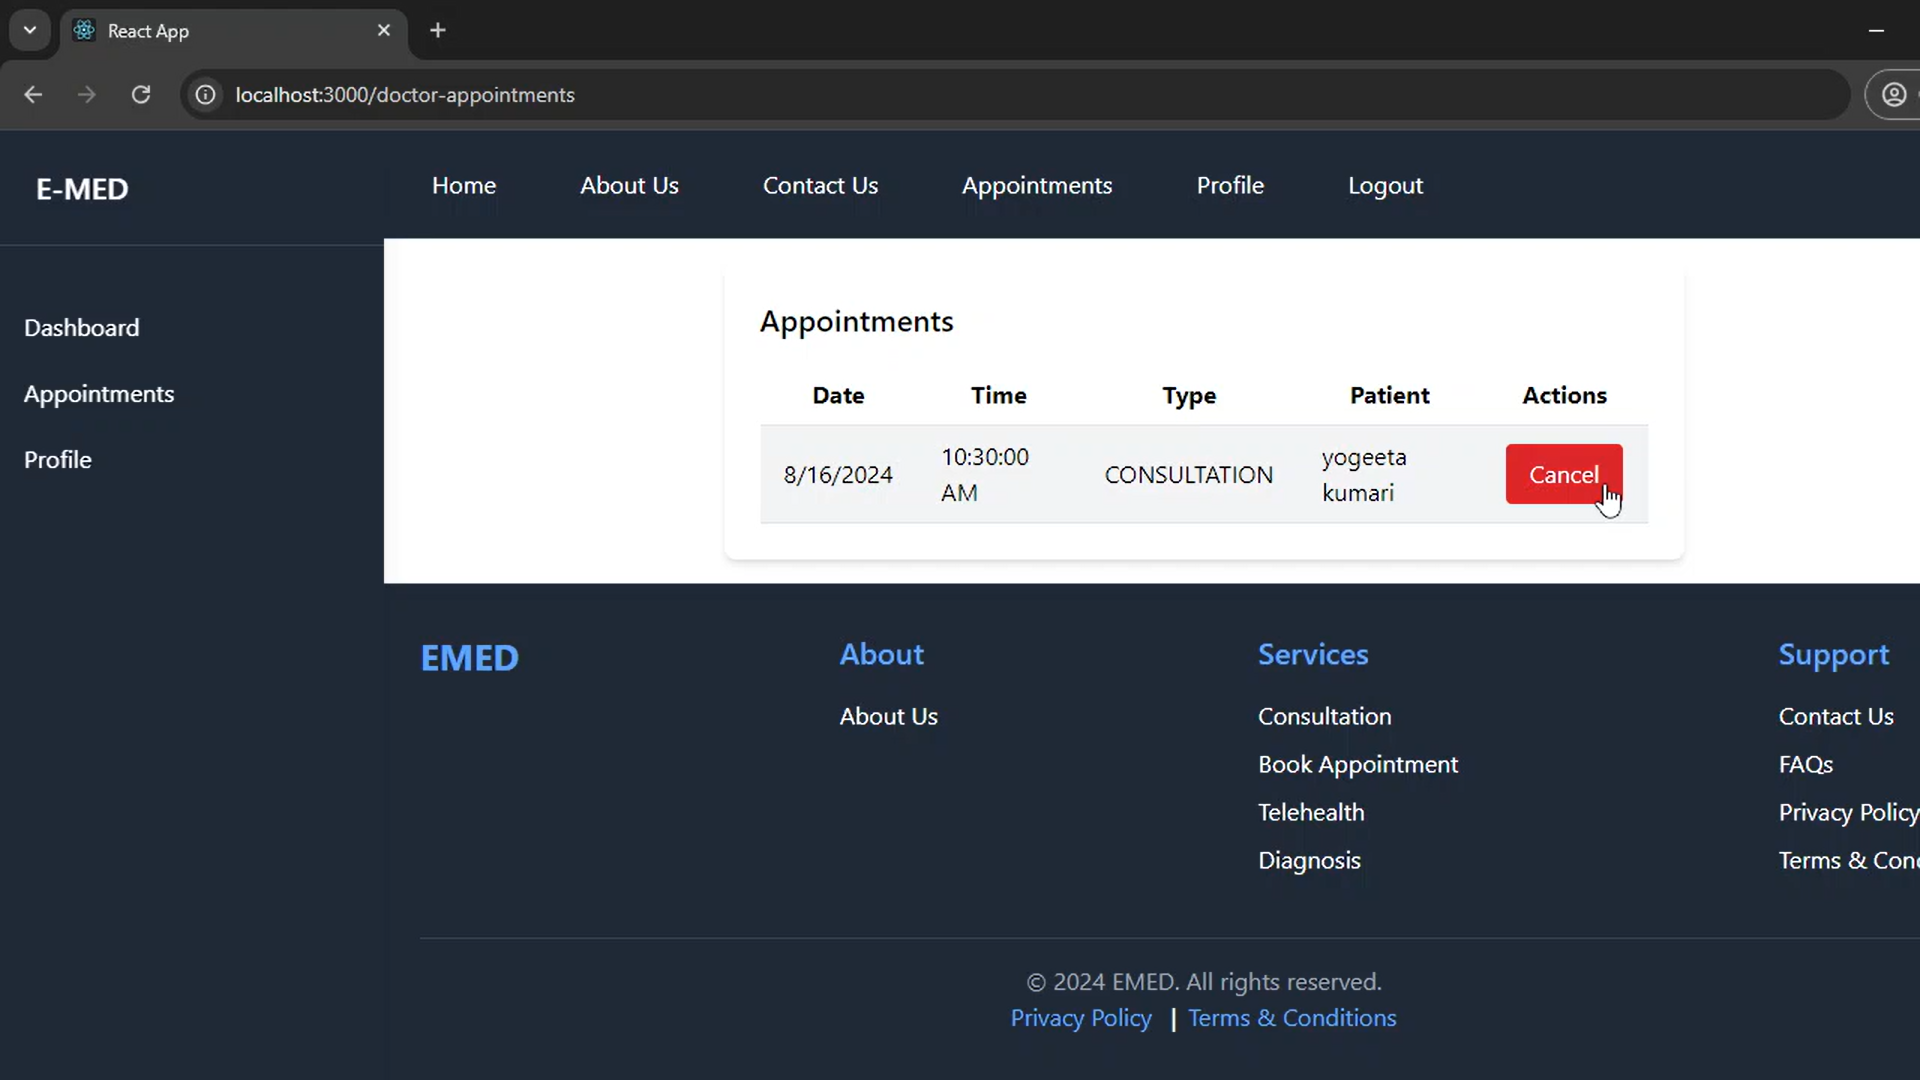 React App
localhost:3000/doctor-appointments
E-MED
Home About Us Contact Us Appointments Profile Logout
Dashboard
Appointments
Profile
Appointments
Date Time Type Patient Actions
8/16/2024 10:30:00 AM CONSULTATION yogeeta kumari Cancel
EMED
About
About Us
Services
Consultation
Book Appointment
Telehealth
Diagnosis
Support
Contact Us
FAQs
Privacy Policy
Terms & Con
© 2024 EMED. All rights reserved.
Privacy Policy | Terms & Conditions